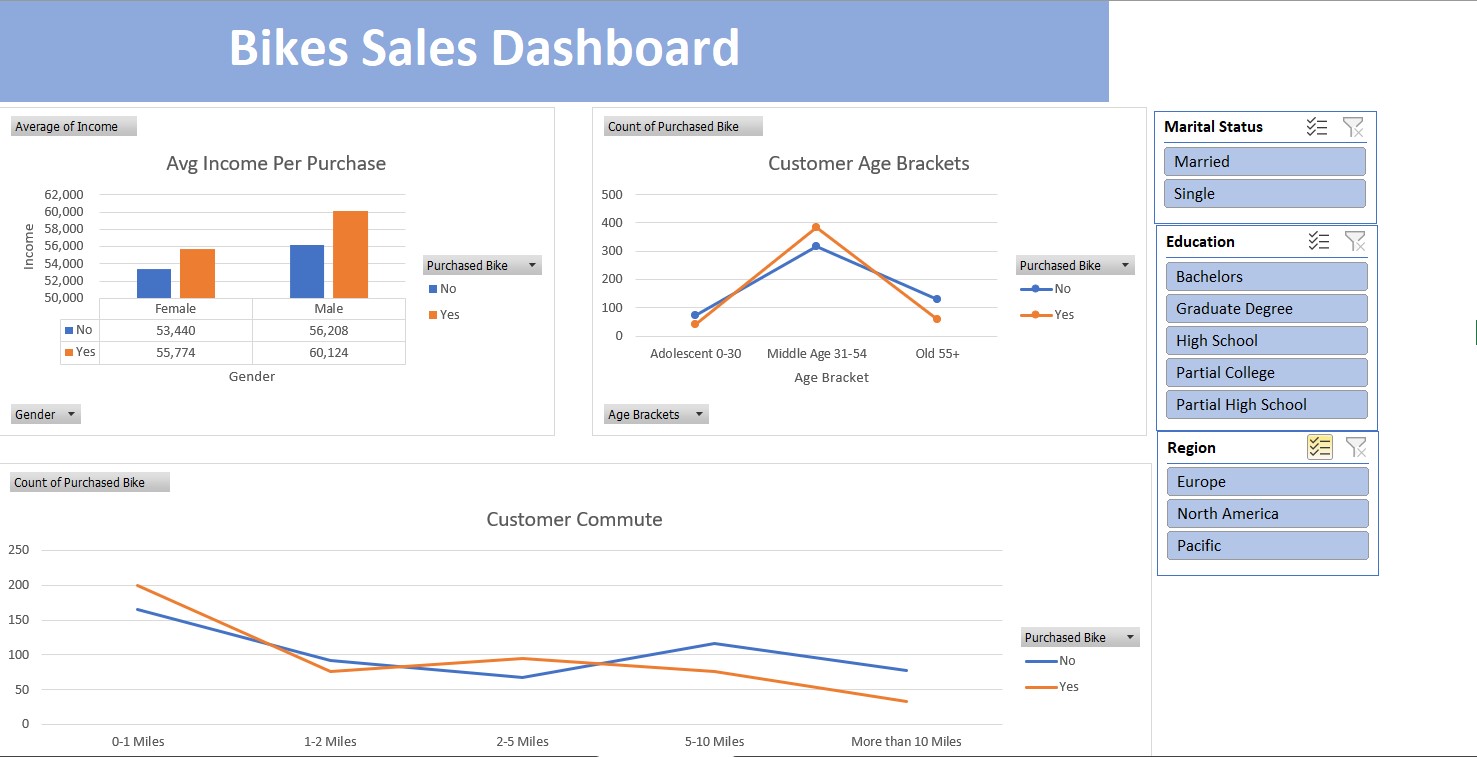 Bikes Sales Dashboard
Average of Income
Avg Income Per Purchase
62,000
60,000
58,000
56,000
54,000
52,000
50,000
Income
Female Male
No 53,440 56,208
Yes 55,774 60,124
Gender
Purchased Bike
No
Yes
Gender
Count of Purchased Bike
Customer Age Brackets
500
400
300
200
100
0
Adolescent 0-30 Middle Age 31-54 Old 55+
Age Bracket
Purchased Bike
No
Yes
Age Brackets
Marital Status
Married
Single
Education
Bachelors
Graduate Degree
High School
Partial College
Partial High School
Region
Europe
North America
Pacific
Count of Purchased Bike
Customer Commute
250
200
150
100
50
0
0-1 Miles 1-2 Miles 2-5 Miles 5-10 Miles More than 10 Miles
Purchased Bike
No
Yes